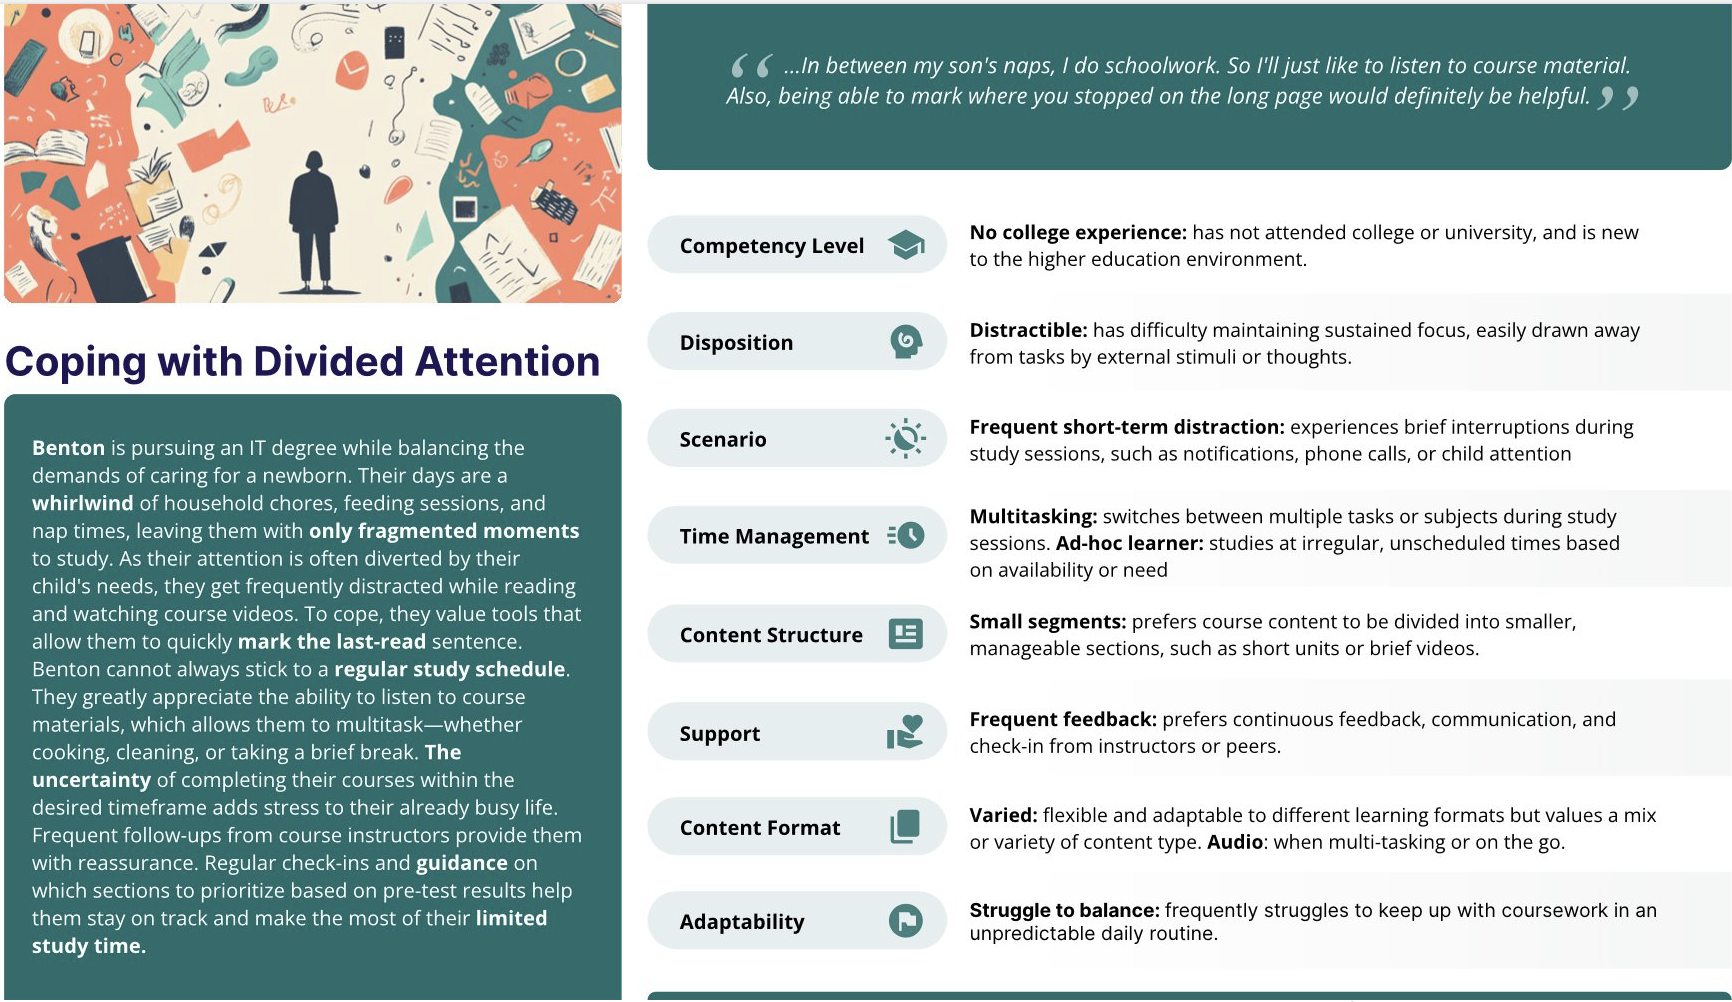 “ ...In between my son's naps, I do schoolwork. So I'll just like to listen to course material.
Also, being able to mark where you stopped on the long page would definitely be helpful. ”
Coping with Divided Attention
Benton is pursuing an IT degree while balancing the
demands of caring for a newborn. Their days are a
whirlwind of household chores, feeding sessions, and
nap times, leaving them with only fragmented moments
to study. As their attention is often diverted by their
child's needs, they get frequently distracted while reading
and watching course videos. To cope, they value tools that
allow them to quickly mark the last-read sentence.
Benton cannot always stick to a regular study schedule.
They greatly appreciate the ability to listen to course
materials, which allows them to multitask—whether
cooking, cleaning, or taking a brief break. The
uncertainty of completing their courses within the
desired timeframe adds stress to their already busy life.
Frequent follow-ups from course instructors provide them
with reassurance. Regular check-ins and guidance on
which sections to prioritize based on pre-test results help
them stay on track and make the most of their limited
study time.
Competency Level
No college experience: has not attended college or university, and is new
to the higher education environment.
Disposition
Distractible: has difficulty maintaining sustained focus, easily drawn away
from tasks by external stimuli or thoughts.
Scenario
Frequent short-term distraction: experiences brief interruptions during
study sessions, such as notifications, phone calls, or child attention
Time Management
Multitasking: switches between multiple tasks or subjects during study
sessions. Ad-hoc learner: studies at irregular, unscheduled times based
on availability or need
Content Structure
Small segments: prefers course content to be divided into smaller,
manageable sections, such as short units or brief videos.
Support
Frequent feedback: prefers continuous feedback, communication, and
check-in from instructors or peers.
Content Format
Varied: flexible and adaptable to different learning formats but values a mix
or variety of content type. Audio: when multi-tasking or on the go.
Adaptability
Struggle to balance: frequently struggles to keep up with coursework in an
unpredictable daily routine.